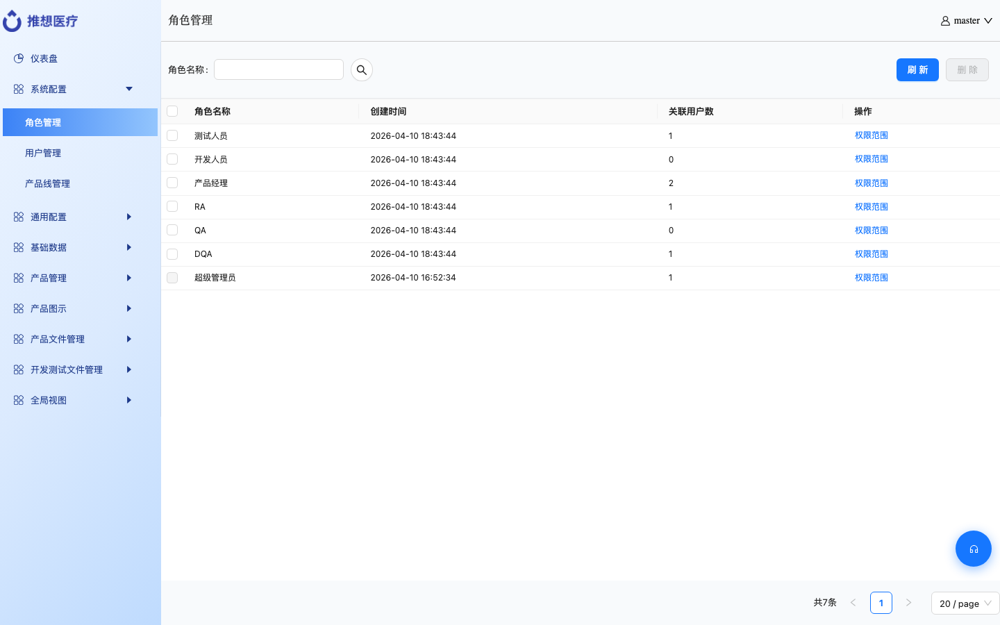 推想医疗
角色管理
master
仪表盘
系统配置
角色管理
用户管理
产品线管理
通用配置
基础数据
产品管理
产品图示
产品文件管理
开发测试文件管理
全局视图
角色名称：
刷 新
删 除
角色名称 创建时间 关联用户数 操作
测试人员 2026-04-10 18:43:44 1 权限范围
开发人员 2026-04-10 18:43:44 0 权限范围
产品经理 2026-04-10 18:43:44 2 权限范围
RA 2026-04-10 18:43:44 1 权限范围
QA 2026-04-10 18:43:44 0 权限范围
DQA 2026-04-10 18:43:44 1 权限范围
超级管理员 2026-04-10 16:52:34 1 权限范围
共7条 1 20 / page